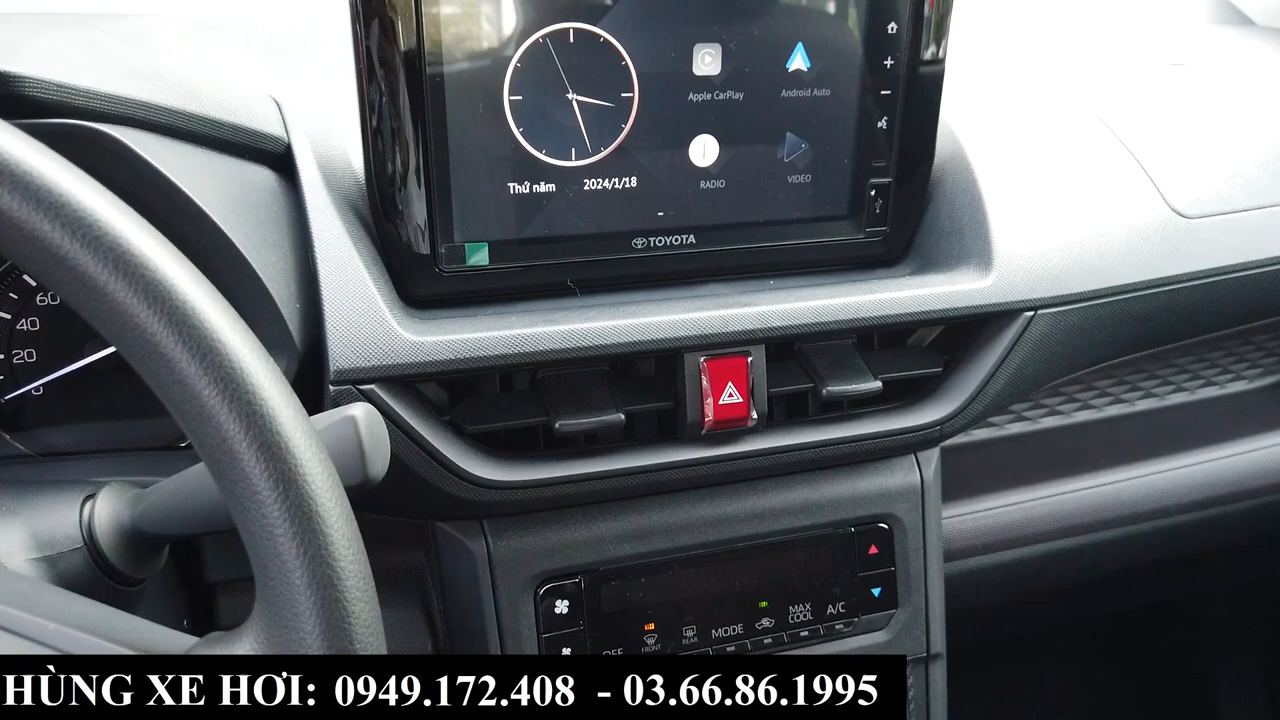 Apple CarPlay
Android Auto
Thứ năm 2024/1/18
RADIO
VIDEO
TOYOTA
60
40
20
0
FRONT
REAR
MODE
MAX COOL
A/C
OFF
HÙNG XE HƠI: 0949.172.408 - 03.66.86.1995